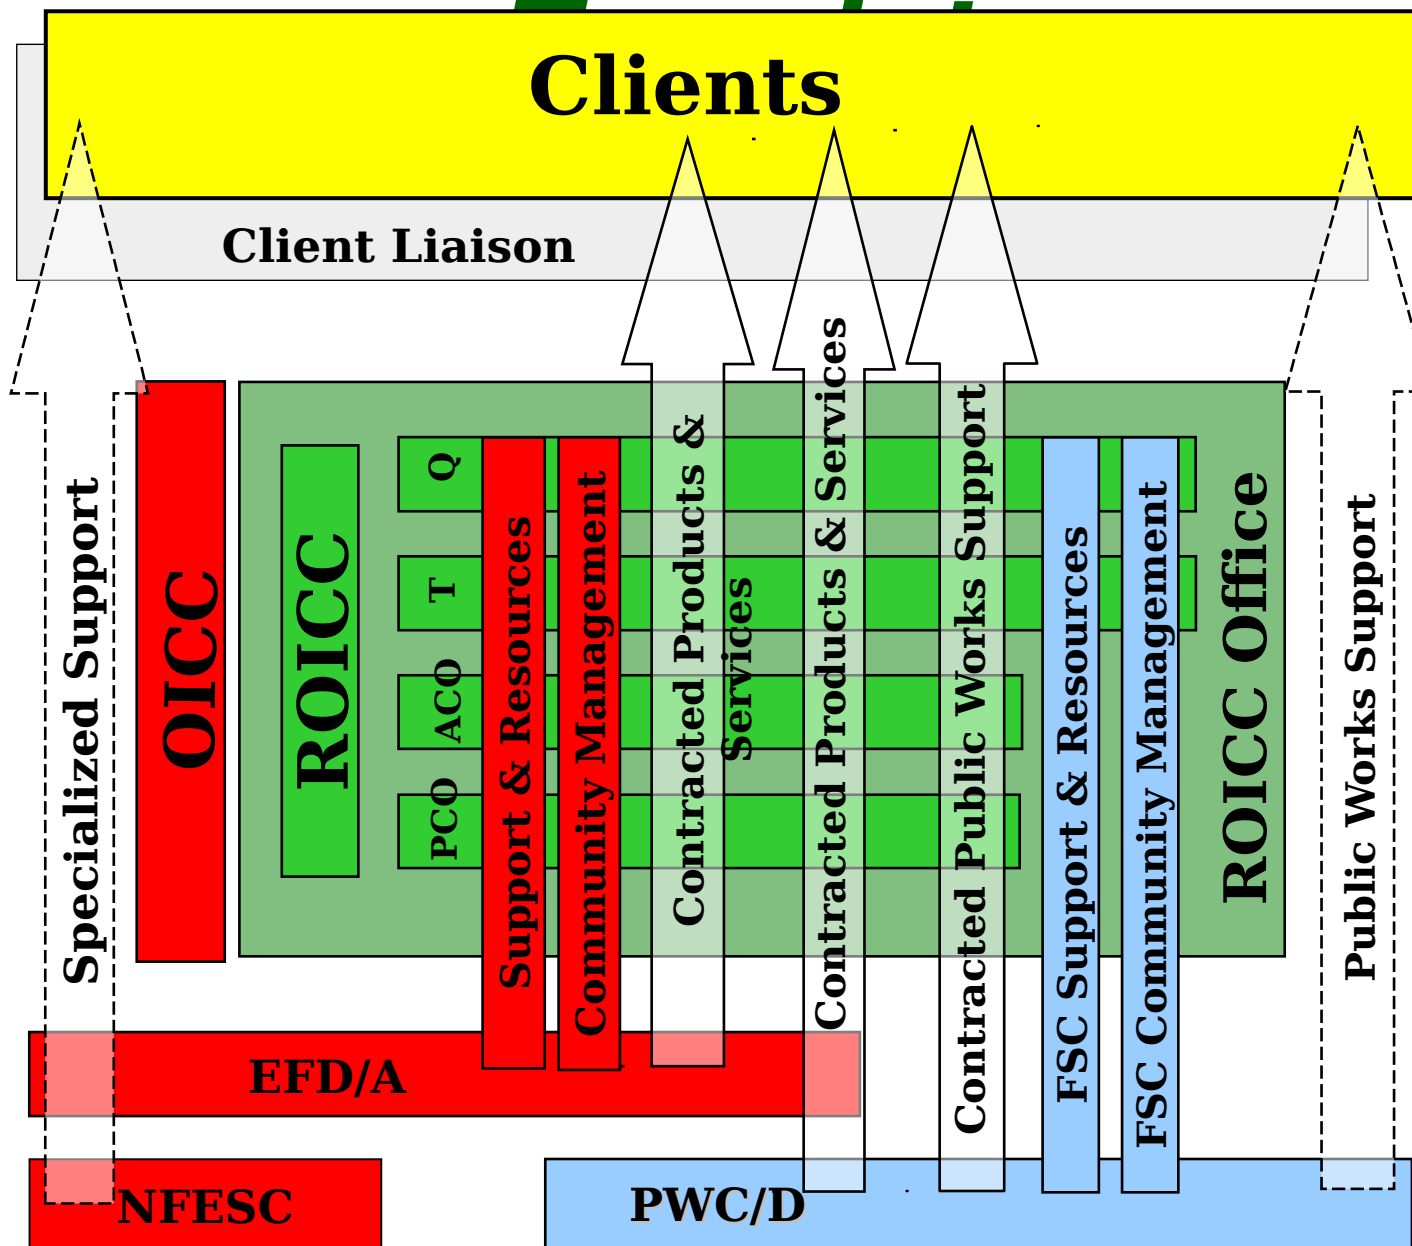 Clients
Client Liaison
Specialized Support
OICC
ROICC
Q
T
ACO
PCO
Support & Resources
Community Management
Contracted Products &
Services
Contracted Products & Services
Contracted Public Works Support
FSC Support & Resources
FSC Community Management
ROICC Office
Public Works Support
EFD/A
NFESC
PWC/D